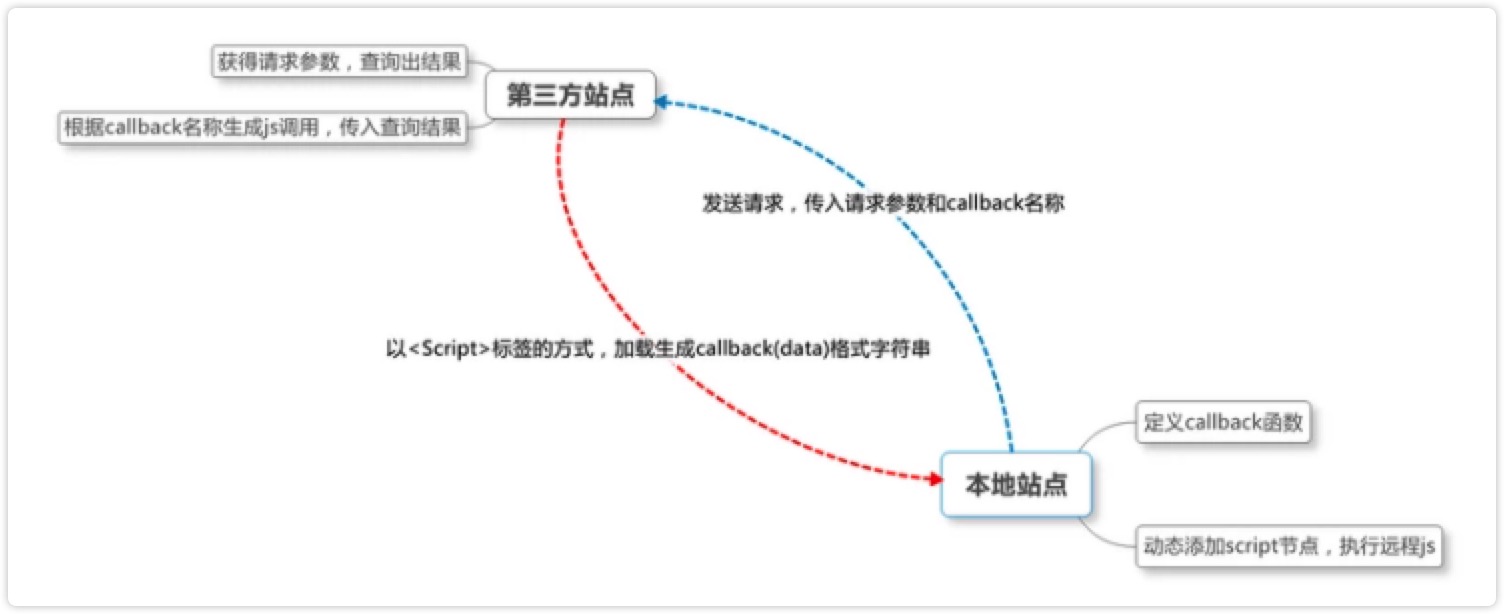 获得请求参数，查询出结果
第三方站点
根据callback名称生成js调用，传入查询结果
发送请求，传入请求参数和callback名称
以<Script>标签的方式，加载生成callback(data)格式字符串
定义callback函数
本地站点
动态添加script节点，执行远程js